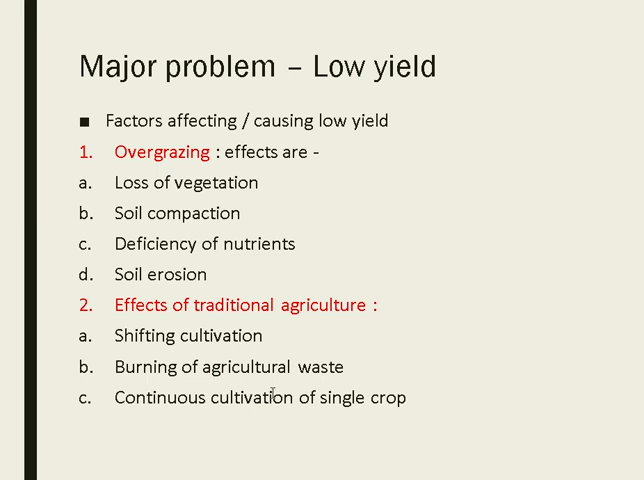 Major problem – Low yield
■ Factors affecting / causing low yield
1. Overgrazing : effects are -
a. Loss of vegetation
b. Soil compaction
c. Deficiency of nutrients
d. Soil erosion
2. Effects of traditional agriculture :
a. Shifting cultivation
b. Burning of agricultural waste
c. Continuous cultivation of single crop